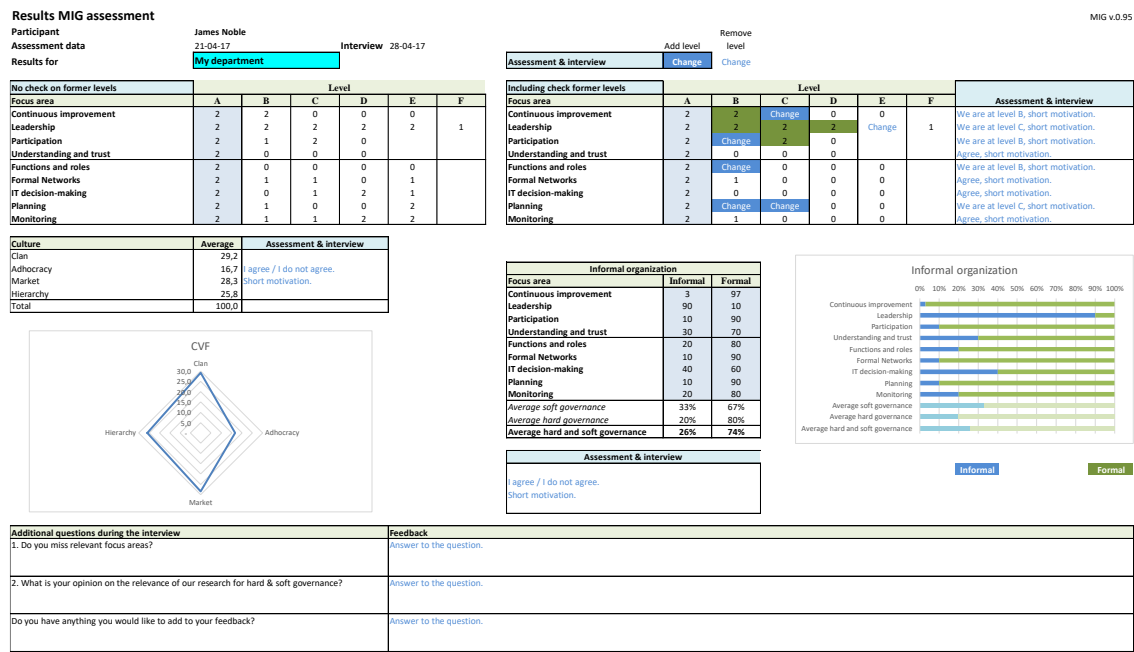 Results MIG assessment
MIG v.0.95
Participant James Noble
Assessment data 21-04-17 Interview 28-04-17
Results for My department
Add level Remove level
Assessment & interview Change Change
No check on former levels Level
Focus area A B C D E F
Continuous improvement 2 2 0 0 0
Leadership 2 2 2 2 2 1
Participation 2 1 2 0
Understanding and trust 2 0 0 0
Functions and roles 2 0 0 0 0
Formal Networks 2 1 1 0 1
IT decision-making 2 0 1 2 1
Planning 2 1 0 0 2
Monitoring 2 1 1 2 2
Including check former levels Level
Focus area A B C D E F Assessment & interview
Continuous improvement 2 2 Change 0 0 We are at level B, short motivation.
Leadership 2 2 2 2 Change 1 We are at level C, short motivation.
Participation 2 Change 2 0 We are at level B, short motivation.
Understanding and trust 2 0 0 0 Agree, short motivation.
Functions and roles 2 Change 0 0 0 We are at level B, short motivation.
Formal Networks 2 1 0 0 0 Agree, short motivation.
IT decision-making 2 0 0 0 0 Agree, short motivation.
Planning 2 Change Change 0 0 We are at level C, short motivation.
Monitoring 2 1 0 0 0 Agree, short motivation.
Culture Average Assessment & interview
Clan 29,2
Adhocracy 16,7 I agree / I do not agree.
Market 28,3 Short motivation.
Hierarchy 25,8
Total 100,0
CVF
Clan
30,0
25,0
20,0
15,0
10,0
5,0
-
Hierarchy
Adhocracy
Market
Informal organization
Focus area Informal Formal
Continuous improvement 3 97
Leadership 90 10
Participation 10 90
Understanding and trust 30 70
Functions and roles 20 80
Formal Networks 10 90
IT decision-making 40 60
Planning 10 90
Monitoring 20 80
Average soft governance 33% 67%
Average hard governance 20% 80%
Average hard and soft governance 26% 74%
Assessment & interview
I agree / I do not agree.
Short motivation.
Informal organization
0% 10% 20% 30% 40% 50% 60% 70% 80% 90% 100%
Continuous improvement
Leadership
Participation
Understanding and trust
Functions and roles
Formal Networks
IT decision-making
Planning
Monitoring
Average soft governance
Average hard governance
Average hard and soft governance
Informal Formal
Additional questions during the interview Feedback
1. Do you miss relevant focus areas? Answer to the question.
2. What is your opinion on the relevance of our research for hard & soft governance? Answer to the question.
Do you have anything you would like to add to your feedback? Answer to the question.